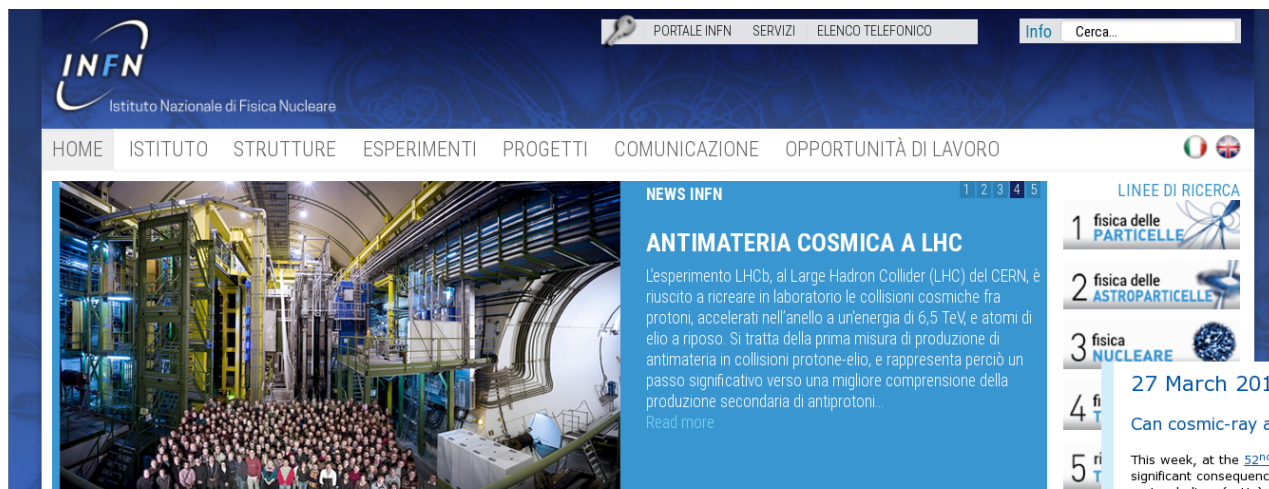 PORTALE INFN SERVIZI ELENCO TELEFONICO
Info Cerca...
INFN
Istituto Nazionale di Fisica Nucleare
HOME ISTITUTO STRUTTURE ESPERIMENTI PROGETTI COMUNICAZIONE OPPORTUNITÀ DI LAVORO
NEWS INFN
1 2 3 4 5
ANTIMATERIA COSMICA A LHC
L'esperimento LHCb, al Large Hadron Collider (LHC) del CERN, è
riuscito a ricreare in laboratorio le collisioni cosmiche fra
protoni, accelerati nell'anello a un'energia di 6,5 TeV, e atomi di
elio a riposo. Si tratta della prima misura di produzione di
antimateria in collisioni protone-elio, e rappresenta perciò un
passo significativo verso una migliore comprensione della
produzione secondaria di antiprotoni...
Read more
LINEE DI RICERCA
1 fisica delle
PARTICELLE
2 fisica delle
ASTROPARTICELLE
3 fisica
NUCLEARE
4
5
27 March
Can cosmic-ray
This week, at the 52nd
significant